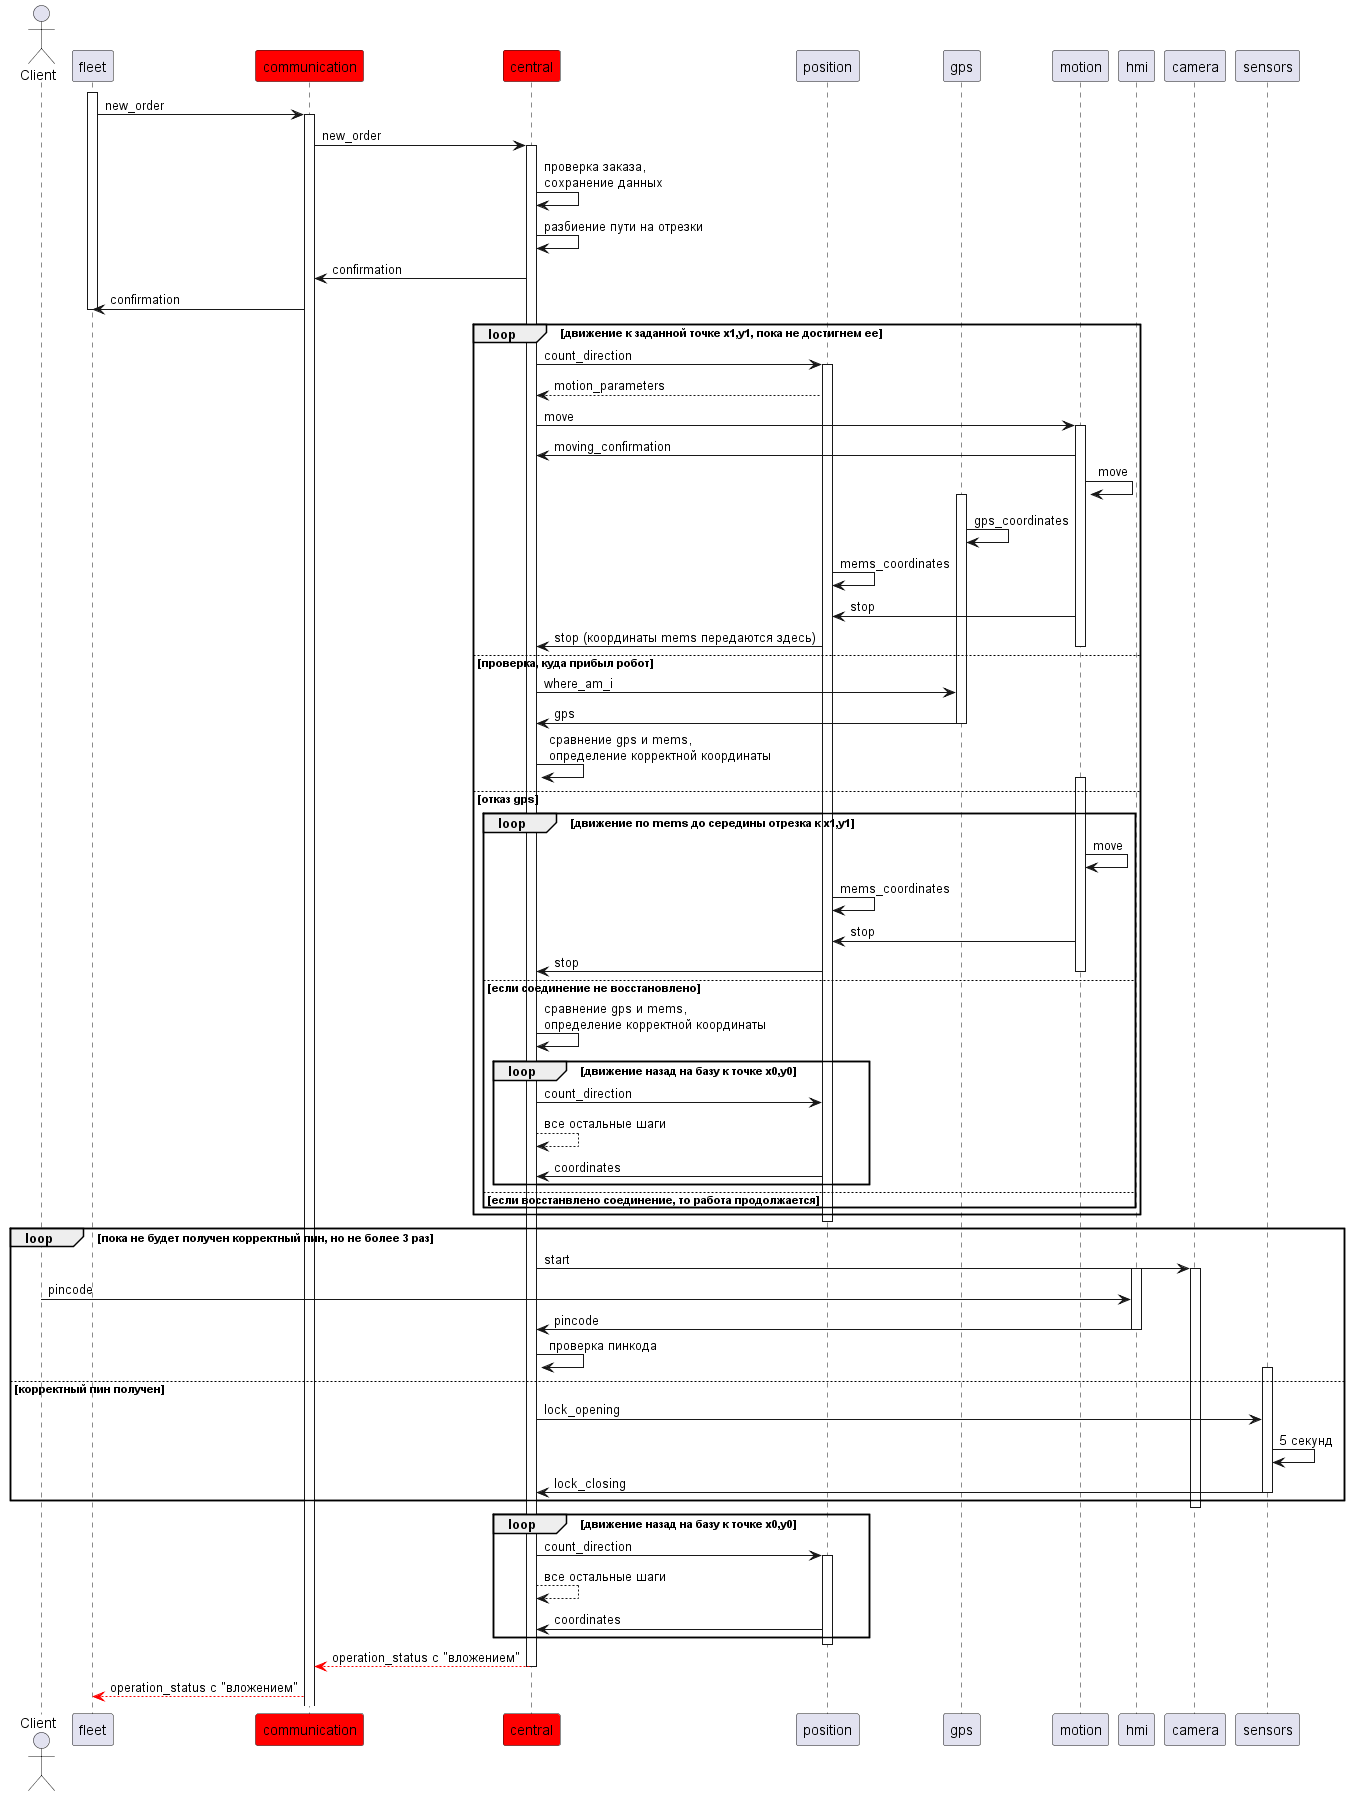 Client
fleet
communication
central
position
gps
motion
hmi
camera
sensors
new_order
new_order
проверка заказа,
сохранение данных
разбиение пути на отрезки
confirmation
confirmation
loop
[движение к заданной точке x1,y1, пока не достигнем ее]
count_direction
motion_parameters
move
moving_confirmation
move
gps_coordinates
mems_coordinates
stop
stop (координаты mems передаются здесь)
[проверка, куда прибыл робот]
where_am_i
gps
сравнение gps и mems,
определение корректной координаты
[отказ gps]
loop
[движение по mems до середины отрезка к x1,y1]
move
mems_coordinates
stop
stop
[если соединение не восстановлено]
сравнение gps и mems,
определение корректной координаты
loop
[движение назад на базу к точке x0,y0]
count_direction
все остальные шаги
coordinates
[если восстанвлено соединение, то работа продолжается]
loop
[пока не будет получен корректный пин, но не более 3 раз]
start
pincode
pincode
проверка пинкода
[корректный пин получен]
lock_opening
5 секунд
lock_closing
loop
[движение назад на базу к точке x0,y0]
count_direction
все остальные шаги
coordinates
operation_status с "вложением"
operation_status с "вложением"
Client
fleet
communication
central
position
gps
motion
hmi
camera
sensors